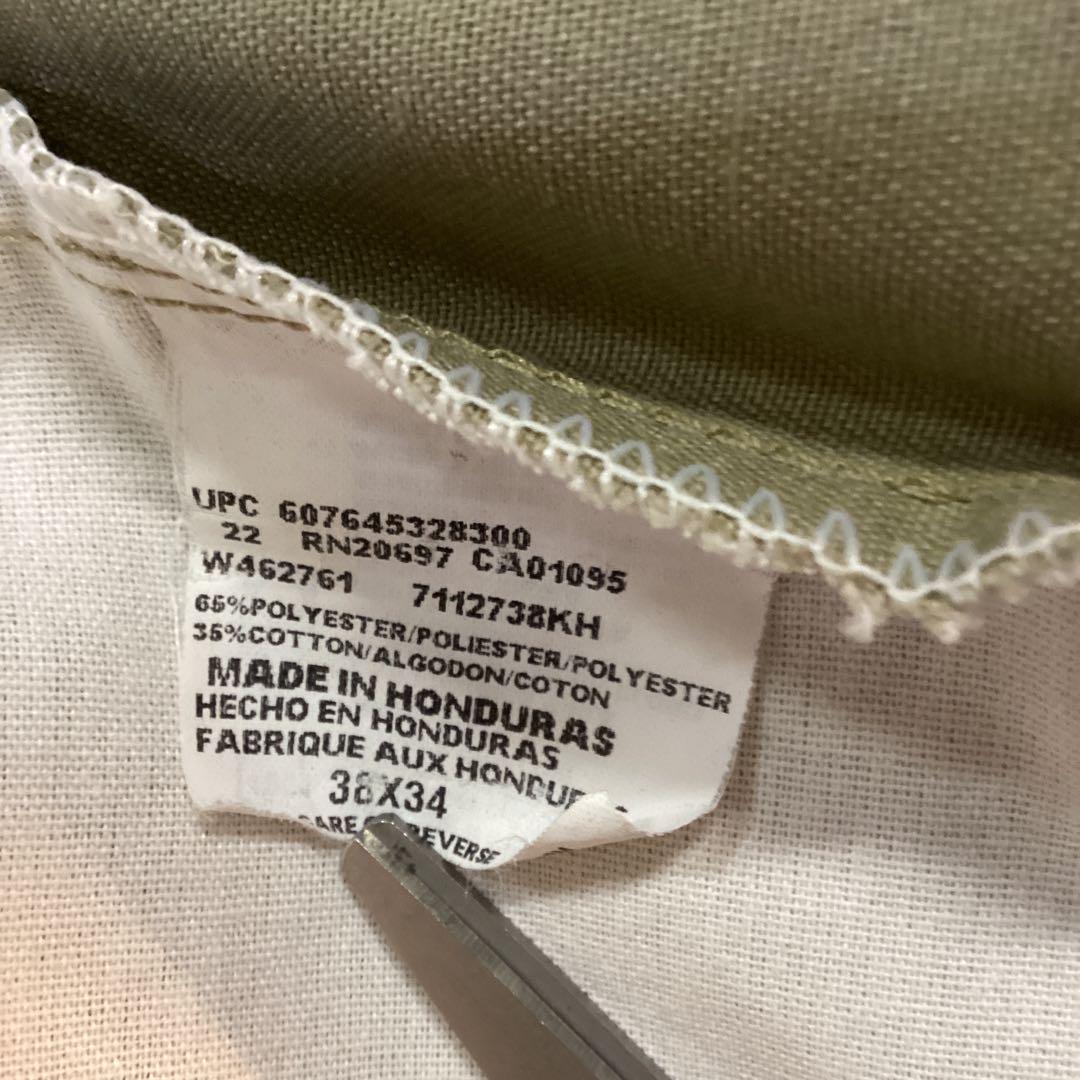 UPC 607645328300
22 RN20697 CA01095
W462761 7112738KH
65%POLYESTER/POLIESTER/POLYESTER
35%COTTON/ALGODON/COTON
MADE IN HONDURAS
HECHO EN HONDURAS
FABRIQUE AUX
38X34
REVERSE